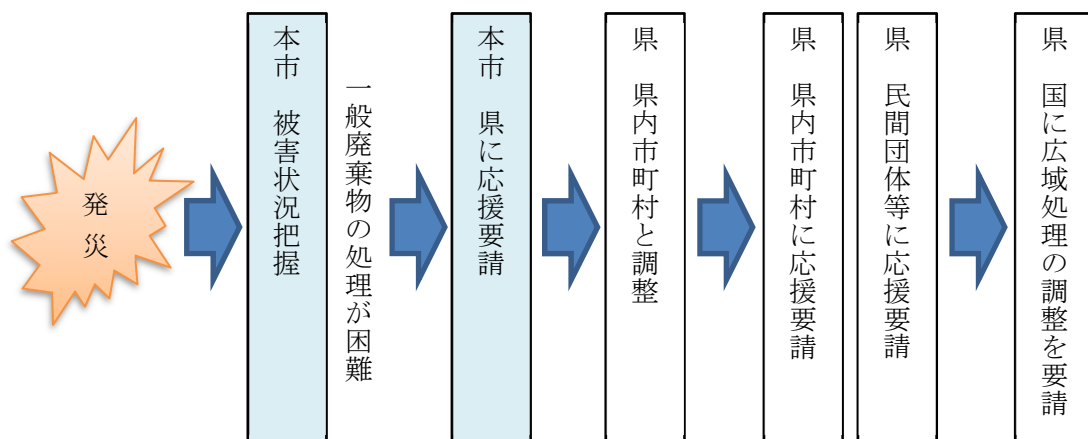 発
災
本市　被害状況把握
一般廃棄物の処理が困難
本市　県に応援要請
県　県内市町村と調整
県　県内市町村に応援要請
県　民間団体等に応援要請
県　国に広域処理の調整を要請